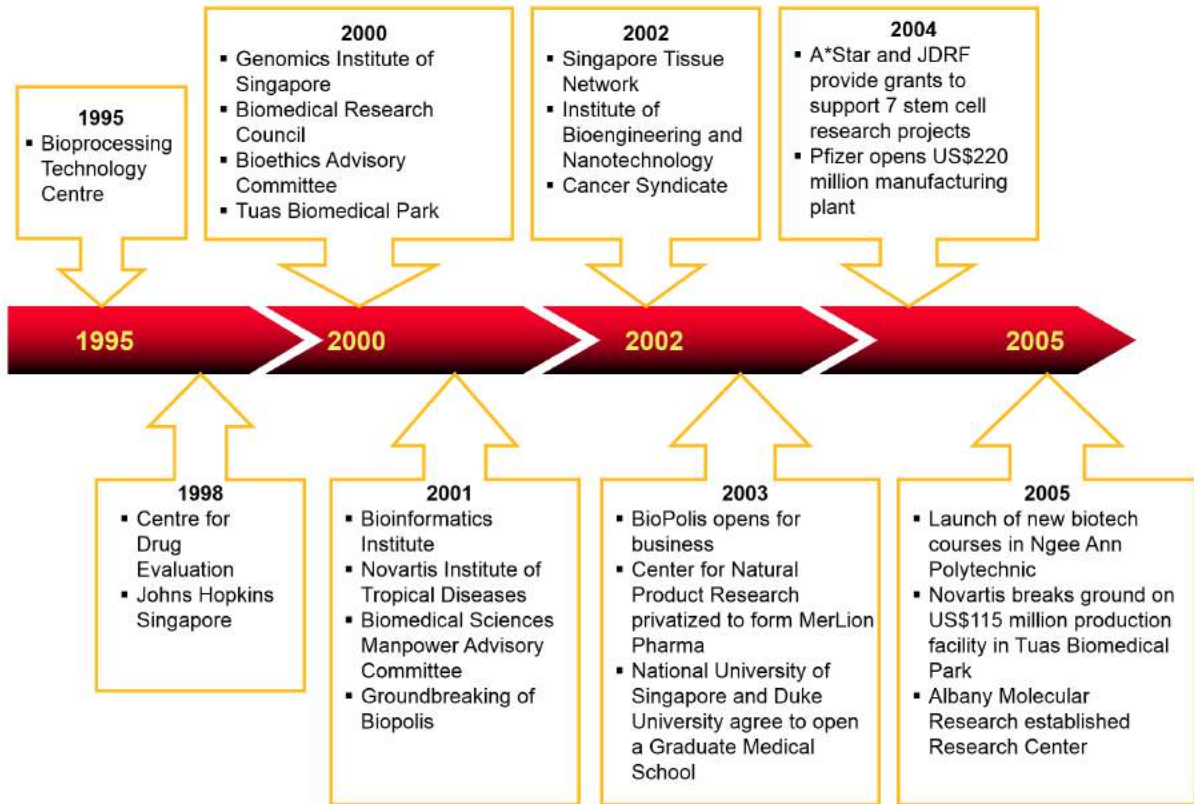 2000
▪ Genomics Institute of
Singapore
▪ Biomedical Research
Council
▪ Bioethics Advisory
Committee
▪ Tuas Biomedical Park
2002
▪ Singapore Tissue
Network
▪ Institute of
Bioengineering and
Nanotechnology
▪ Cancer Syndicate
2004
▪ A*Star and JDRF
provide grants to
support 7 stem cell
research projects
▪ Pfizer opens US$220
million manufacturing
plant
1995
▪ Bioprocessing
Technology
Centre
1995
2000
2002
2005
1998
▪ Centre for
Drug
Evaluation
▪ Johns Hopkins
Singapore
2001
▪ Bioinformatics
Institute
▪ Novartis Institute of
Tropical Diseases
▪ Biomedical Sciences
Manpower Advisory
Committee
▪ Groundbreaking of
Biopolis
2003
▪ BioPolis opens for
business
▪ Center for Natural
Product Research
privatized to form MerLion
Pharma
▪ National University of
Singapore and Duke
University agree to open
a Graduate Medical
School
2005
▪ Launch of new biotech
courses in Ngee Ann
Polytechnic
▪ Novartis breaks ground on
US$115 million production
facility in Tuas Biomedical
Park
▪ Albany Molecular
Research established
Research Center